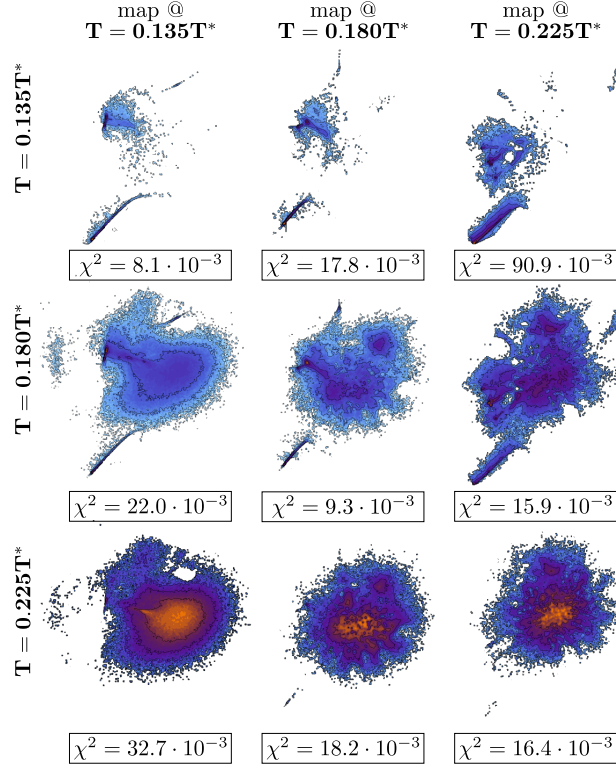 map @ map @ map @
T = 0.135T* T = 0.180T* T = 0.225T*
T = 0.135T*
χ² = 8.1 · 10⁻³ χ² = 17.8 · 10⁻³ χ² = 90.9 · 10⁻³
T = 0.180T*
χ² = 22.0 · 10⁻³ χ² = 9.3 · 10⁻³ χ² = 15.9 · 10⁻³
T = 0.225T*
χ² = 32.7 · 10⁻³ χ² = 18.2 · 10⁻³ χ² = 16.4 · 10⁻³